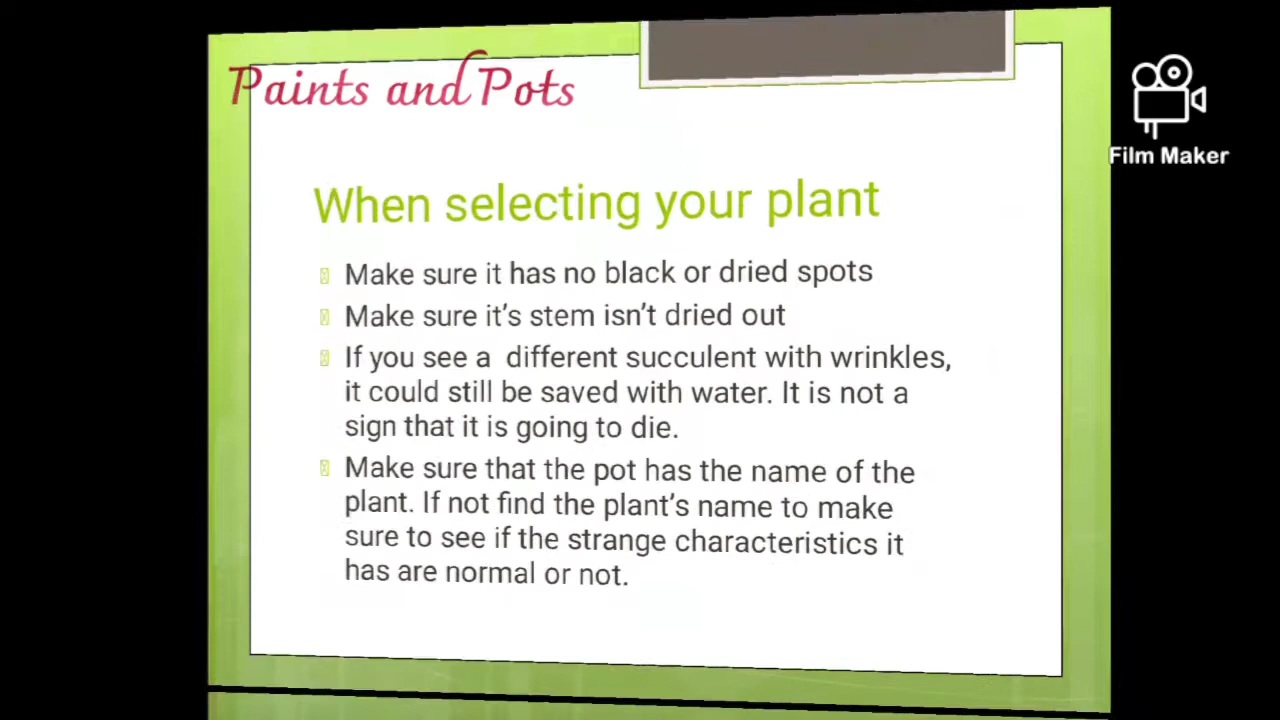 Paints and Pots
Film Maker
When selecting your plant
Make sure it has no black or dried spots
Make sure it's stem isn't dried out
If you see a different succulent with wrinkles,
it could still be saved with water. It is not a
sign that it is going to die.
Make sure that the pot has the name of the
plant. If not find the plant's name to make
sure to see if the strange characteristics it
has are normal or not.